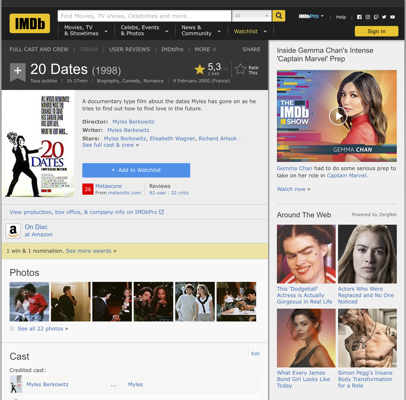 IMDb
Find Movies, TV shows, Celebrities and more...
All
Movies, TV
& Showtimes
Celebs, Events
& Photos
News &
Community
Watchlist
IMDbPro
Help
Sign in
FULL CAST AND CREW | TRIVIA | USER REVIEWS | IMDbPro | MORE
SHARE
+
20 Dates (1998)
5,3
Rate
This
Tous publics | 1h 27min | Biography, Comedy, Romance | 9 February 2000 (France)
A documentary type film about the dates Myles has gone on as he
tries to find out how to find love in your life.
Director: Myles Berkowitz
Writer: Myles Berkowitz
Stars: Myles Berkowitz, Elisabeth Wagner, Richard Arlook |
See full cast & crew »
+ Add to Watchlist
36
Metascore
From metacritic.com
Reviews
82 user | 32 critic
20
DATES
View production, box office, & company info on IMDbPro
a
On Disc
at Amazon
1 win & 1 nomination. See more awards »
Photos
See all 22 photos »
Cast
Edit
Credited cast:
Myles Berkowitz ... Myles
Inside Gemma Chan's Intense
'Captain Marvel' Prep
THE
IMDb
SHOW
GEMMA CHAN
Gemma Chan had to do some serious prep to
take on her role in Captain Marvel.
Watch now »
Around The Web
Powered by ZergNet
This 'Dodgeball'
Actress is Actually
Gorgeous in Real Life
Actors Who Were
Replaced and No One
Noticed
What Every James
Bond Girl Looks Like
Today
Simon Pegg's Insane
Body Transformation
for a Role